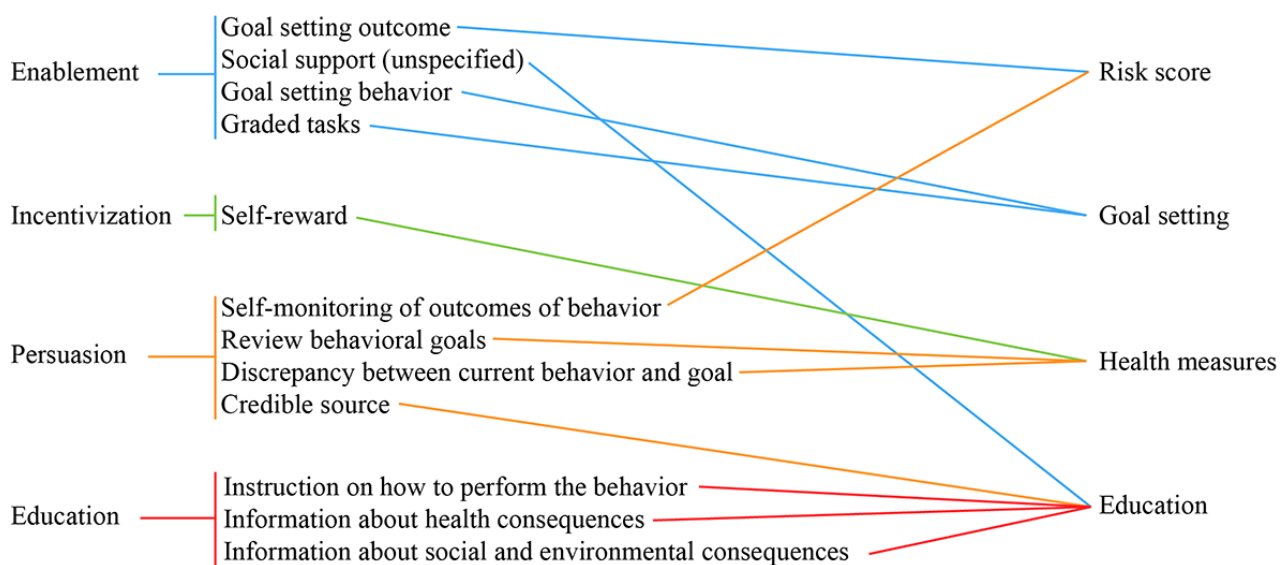 Enablement
Goal setting outcome
Social support (unspecified)
Goal setting behavior
Graded tasks
Incentivization
Self-reward
Persuasion
Self-monitoring of outcomes of behavior
Review behavioral goals
Discrepancy between current behavior and goal
Credible source
Education
Instruction on how to perform the behavior
Information about health consequences
Information about social and environmental consequences
Risk score
Goal setting
Health measures
Education